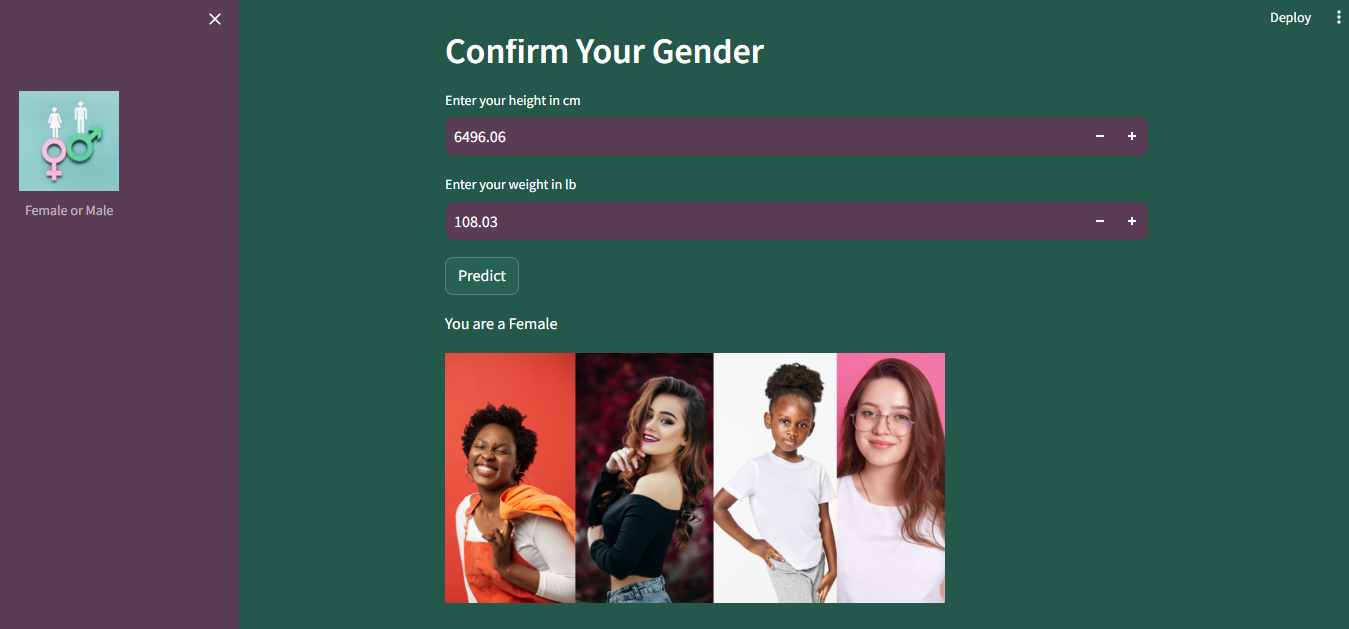 Deploy
Female or Male
Confirm Your Gender
Enter your height in cm
6496.06
Enter your weight in lb
108.03
Predict
You are a Female